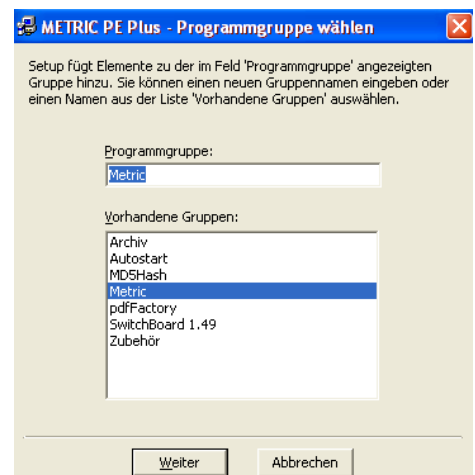 METRIC PE Plus - Programmgruppe wählen
Setup fügt Elemente zu der im Feld 'Programmgruppe' angezeigten
Gruppe hinzu. Sie können einen neuen Gruppennamen eingeben oder
einen Namen aus der Liste 'Vorhandene Gruppen' auswählen.
Programmgruppe:
Metric
Vorhandene Gruppen:
Archiv
Autostart
MD5Hash
Metric
pdfFactory
SwitchBoard 1.49
Zubehör
Weiter
Abbrechen